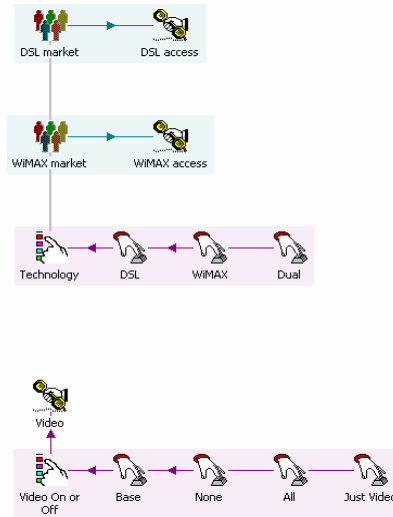 DSL market DSL access
WiMAX market WiMAX access
Technology DSL WiMAX Dual
Video
Video On or Off Base None All Just Video